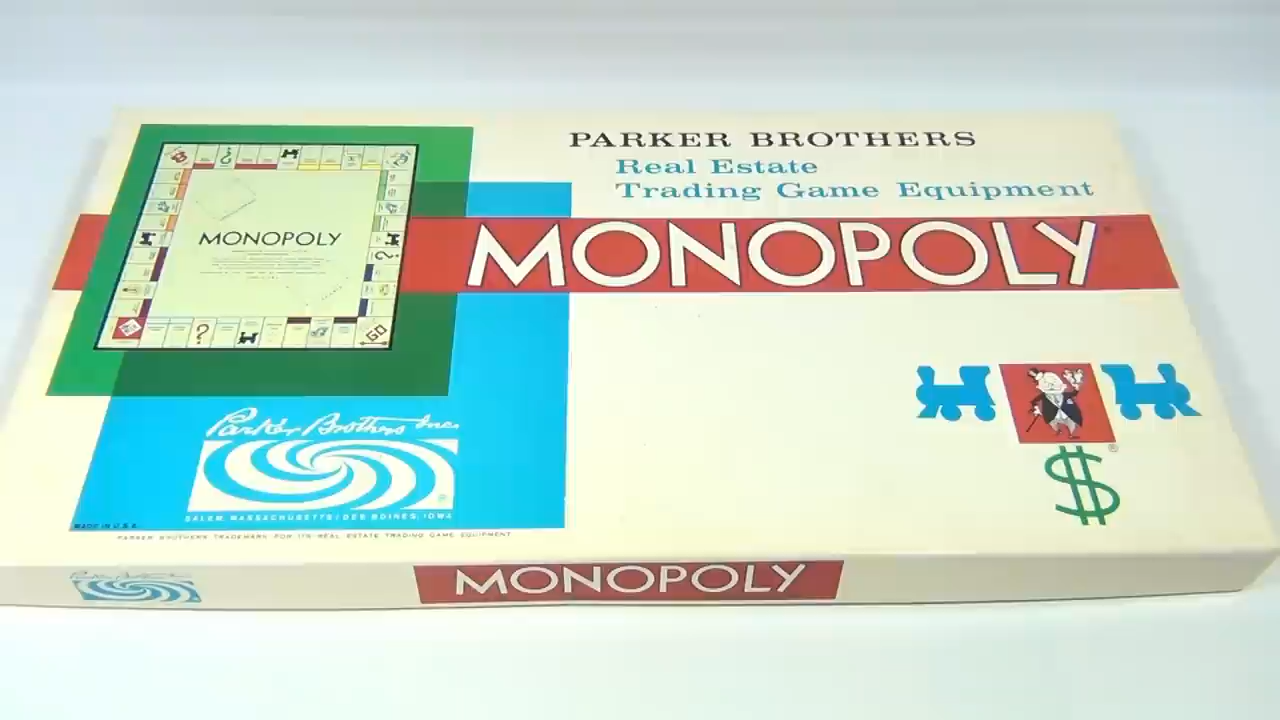 PARKER BROTHERS
Real Estate
Trading Game Equipment
MONOPOLY
MONOPOLY
GO
Parker Brothers Inc.
SALEM, MASSACHUSETTS / DES MOINES, IOWA
MADE IN U.S.A.
PARKER BROTHERS TRADEMARK FOR ITS REAL ESTATE TRADING GAME EQUIPMENT
$
MONOPOLY